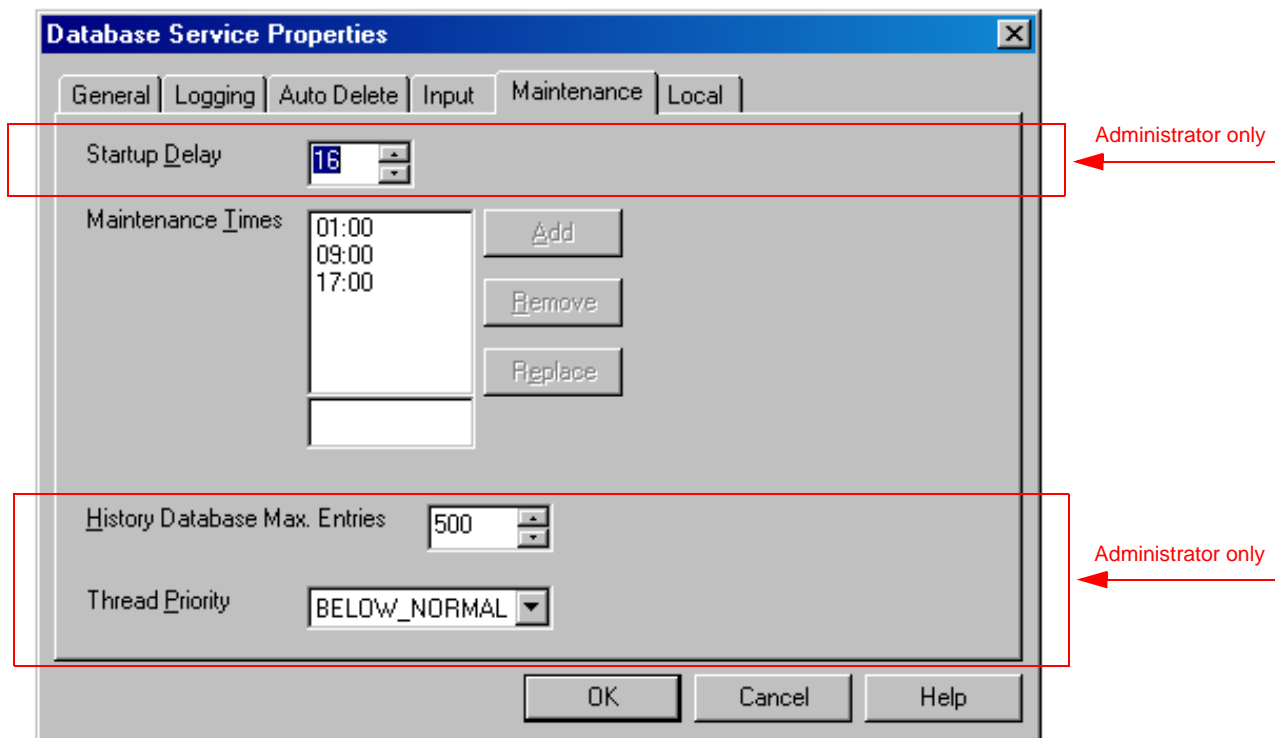 Database Service Properties
General Logging Auto Delete Input Maintenance Local
Administrator only
Startup Delay 16
Maintenance Times 01:00 Add
09:00
17:00
Remove
Replace
History Database Max. Entries 500
Administrator only
Thread Priority BELOW_NORMAL
OK Cancel Help